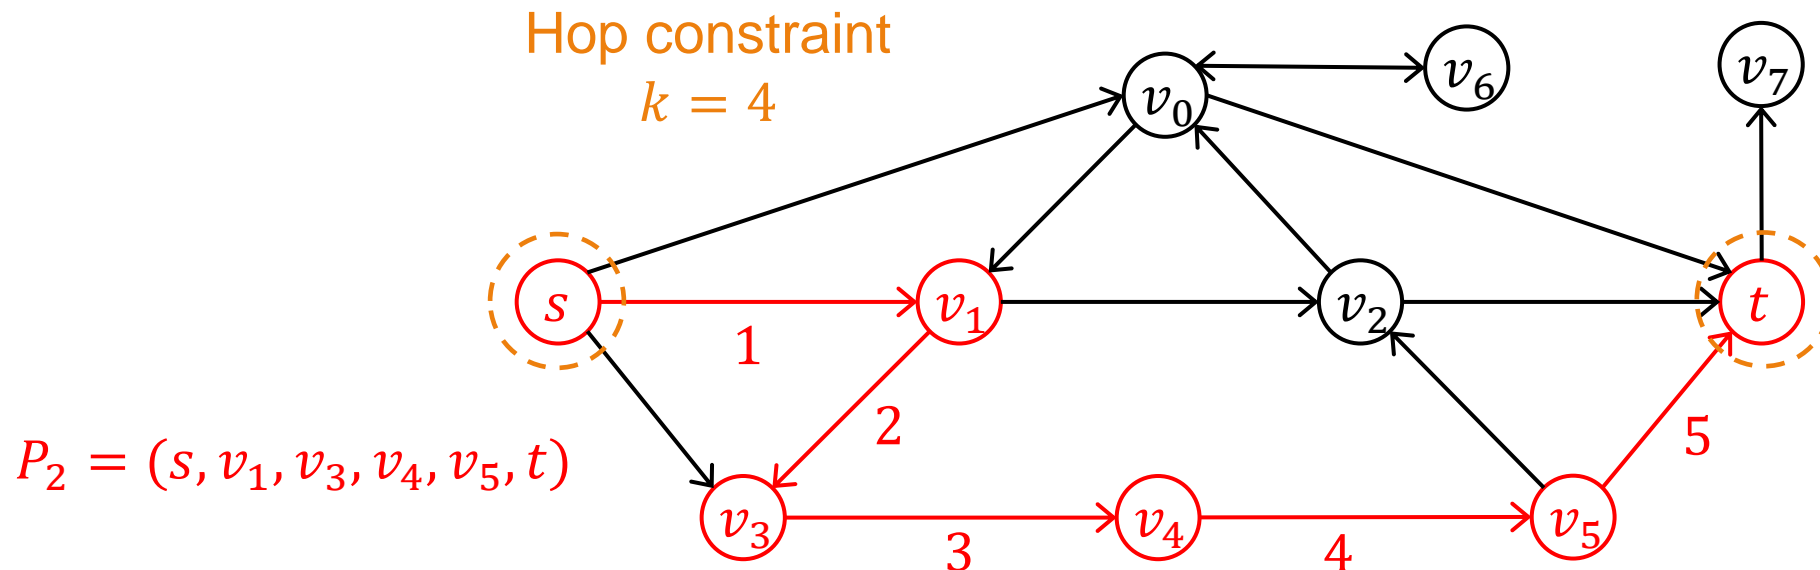 Hop constraint
k = 4
v₀
v₆
v₇
s
1
v₁
v₂
t
2
5
P₂ = (s, v₁, v₃, v₄, v₅, t)
v₃
3
v₄
4
v₅